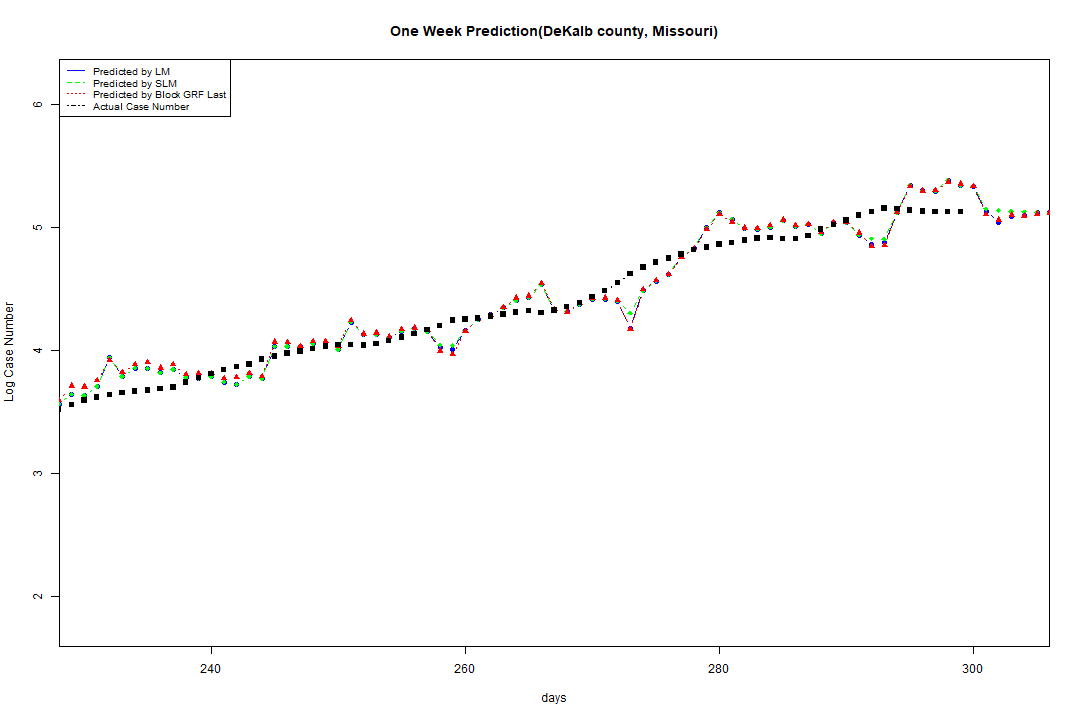 One Week Prediction(DeKalb county, Missouri)
Predicted by LM
Predicted by SLM
Predicted by Block GRF Last
Actual Case Number
6
5
4
3
2
Log Case Number
240
260
280
300
days